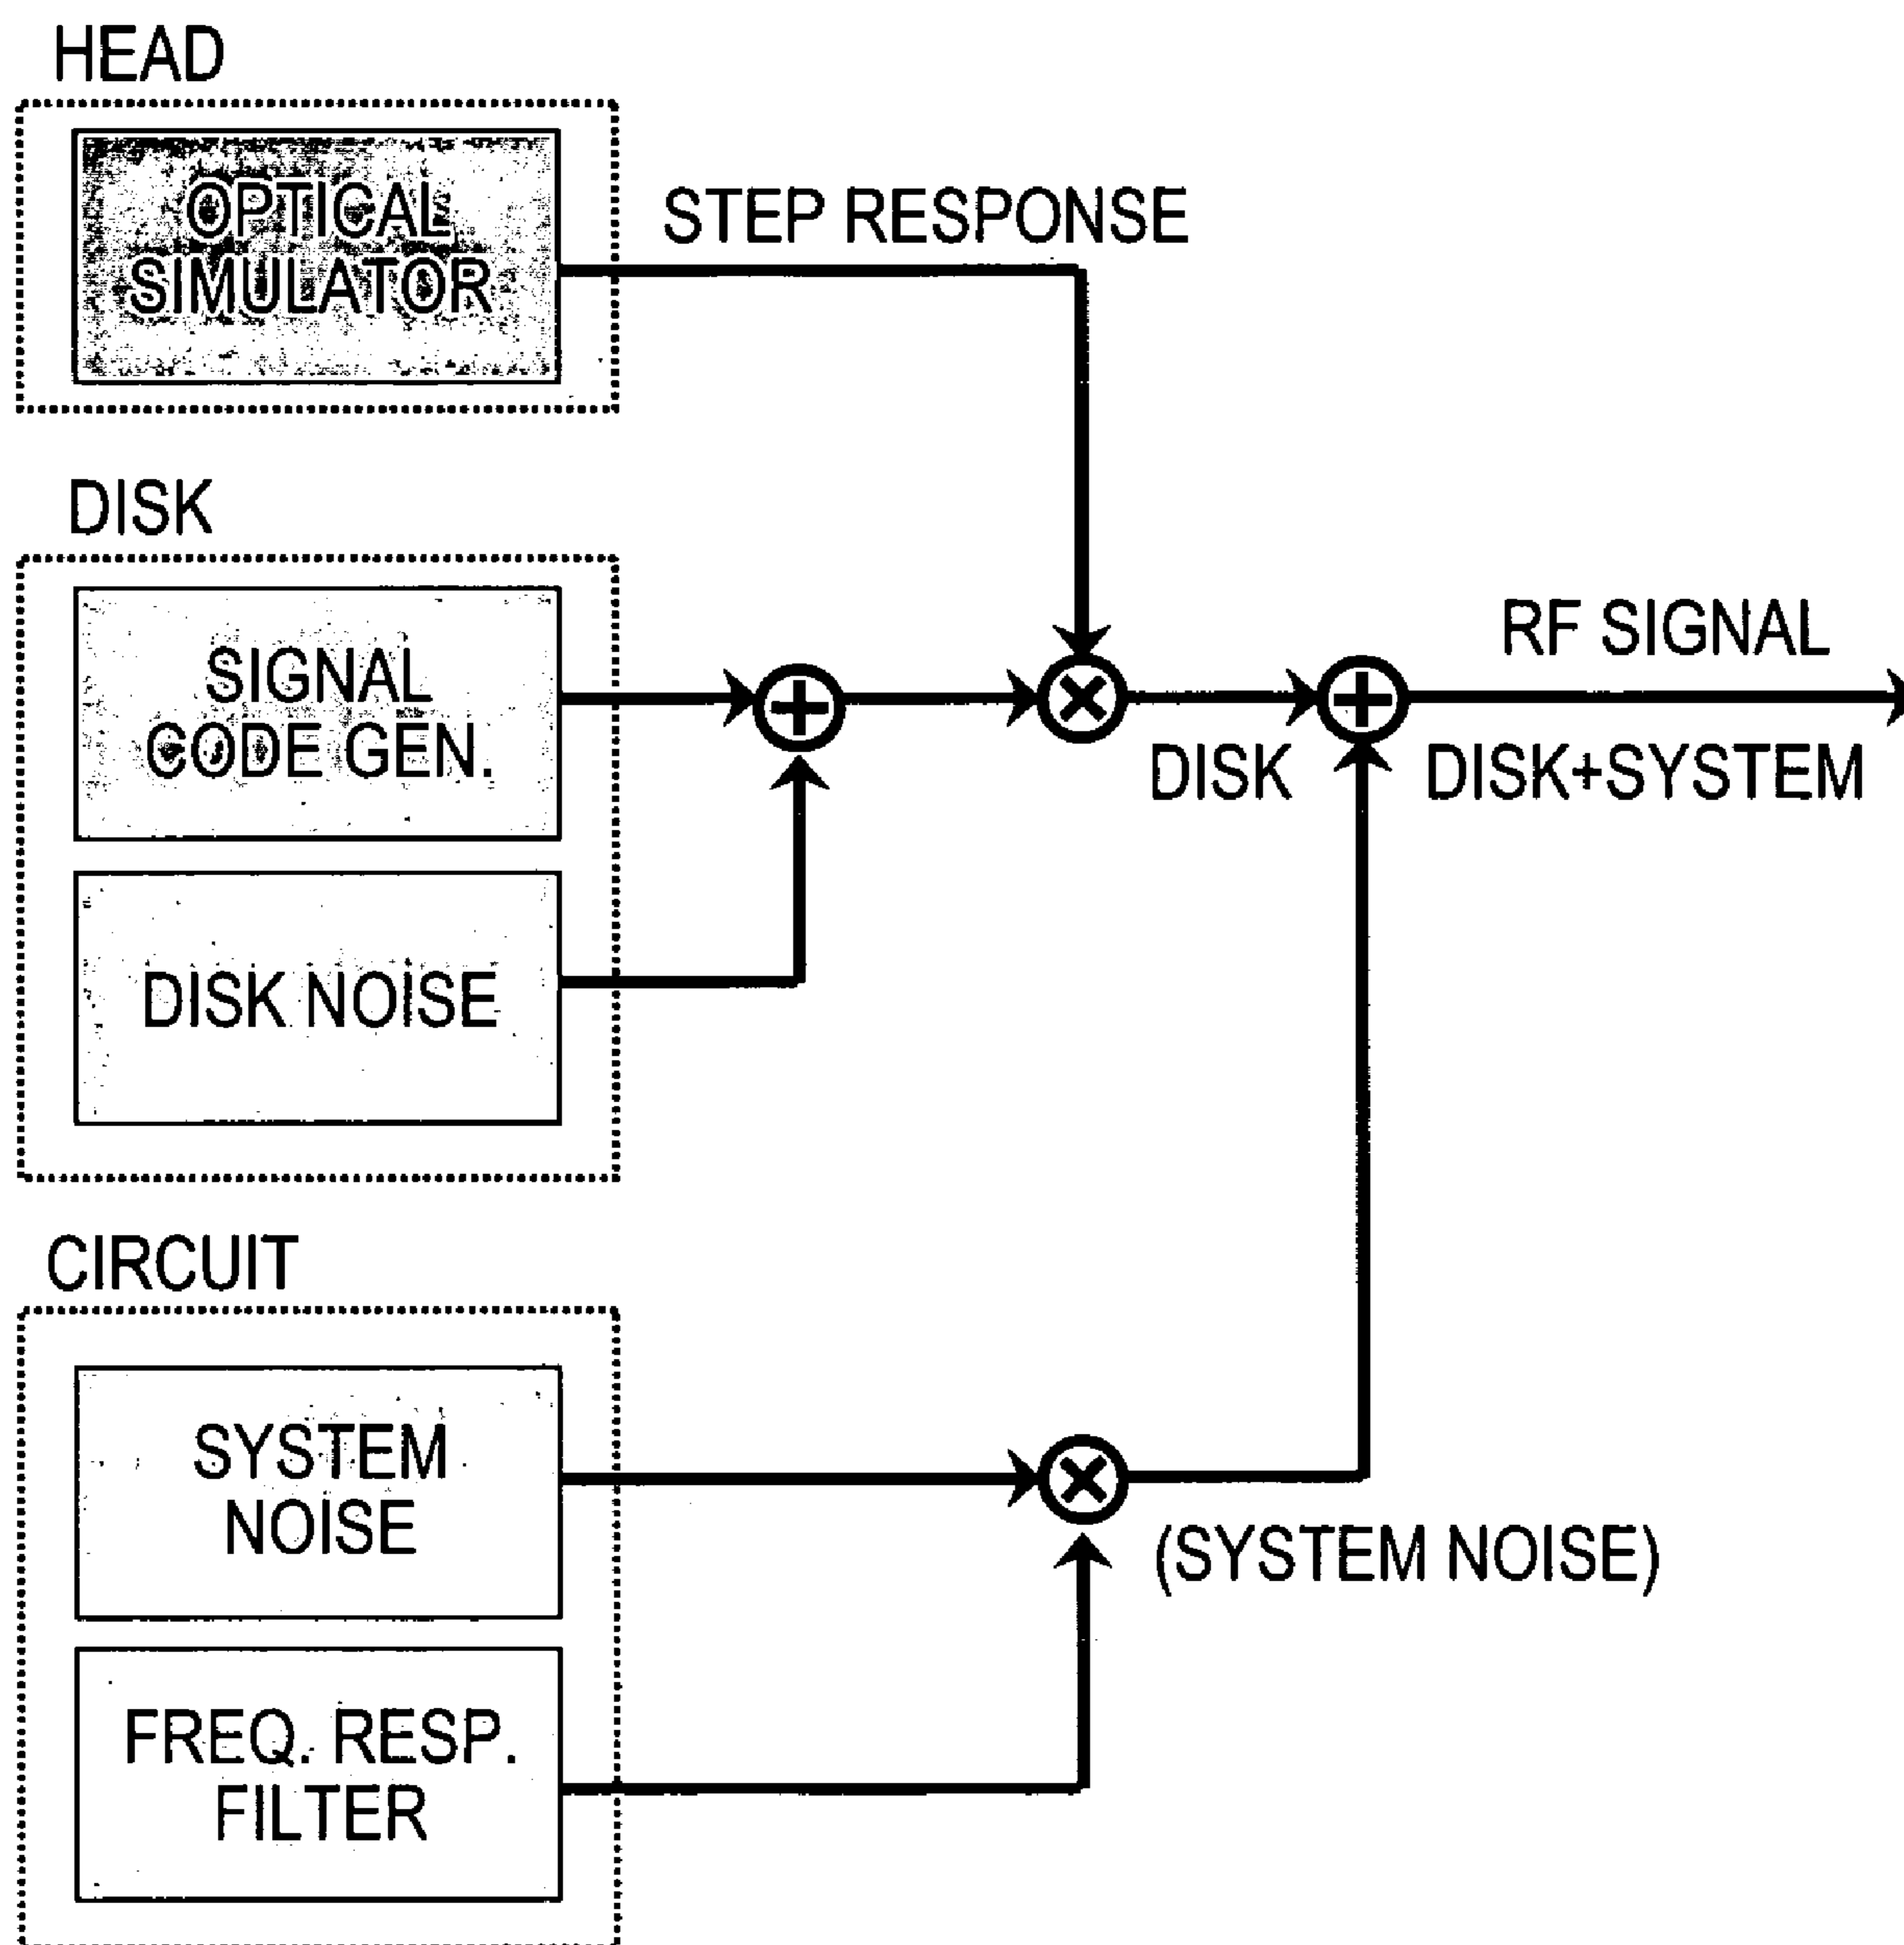 HEAD
OPTICAL
SIMULATOR
STEP RESPONSE
DISK
SIGNAL
CODE GEN.
RF SIGNAL
DISK
DISK+SYSTEM
DISK NOISE
CIRCUIT
SYSTEM
NOISE
(SYSTEM NOISE)
FREQ. RESP.
FILTER